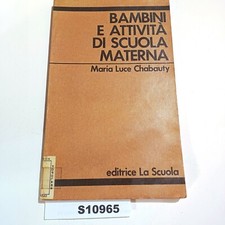 BAMBINI
E ATTIVITÀ
DI SCUOLA
MATERNA
Maria Luce Chabauty
editrice La Scuola
S10965